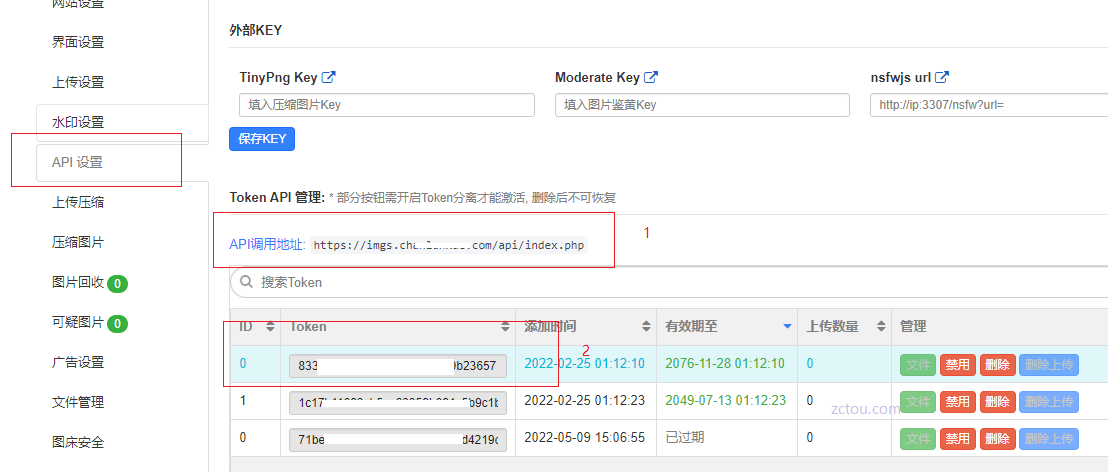 网站设置
界面设置
上传设置
水印设置
API 设置
上传压缩
压缩图片
图片回收 0
可疑图片 0
广告设置
文件管理
图床安全
外部KEY
TinyPng Key Moderate Key nsfwjs url
填入压缩图片Key 填入图片鉴黄Key http://ip:3307/nsfw?url=
保存KEY
Token API 管理: * 部分按钮需开启Token分离才能激活, 删除后不可恢复
1
API调用地址: .com/api/index.php
搜索Token
ID Token 添加时间 有效期至 上传数量 管理
2
0 833 b23657 2022-02-25 01:12:10 2076-11-28 01:12:10 0 文件 禁用 删除 删除上传
1 2022-02-25 01:12:23 2049-07-13 01:12:23 0 文件 禁用 删除 删除上传
zctou.com
0 71be d4219c 2022-05-09 15:06:55 已过期 0 文件 禁用 删除 删除上传